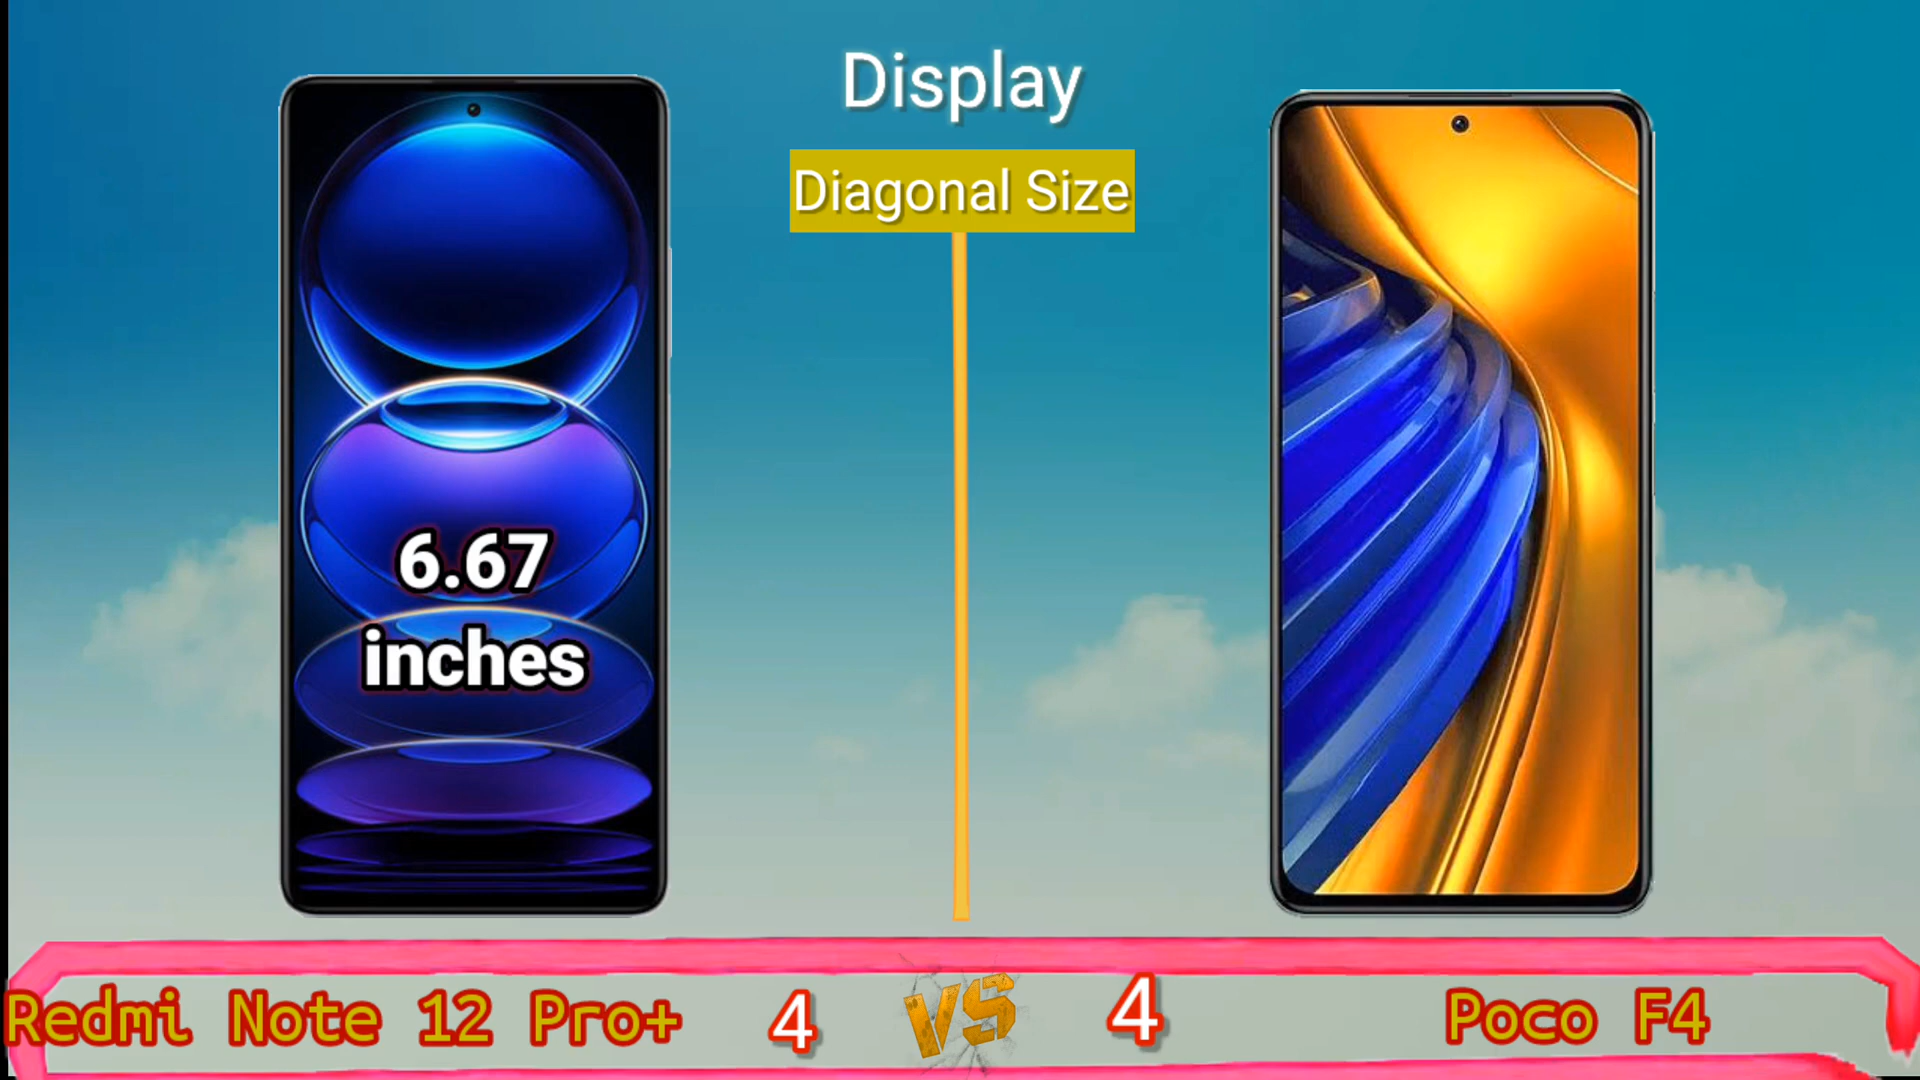 Display
Diagonal Size
6.67
inches
Redmi Note 12 Pro+ 4 VS 4 Poco F4